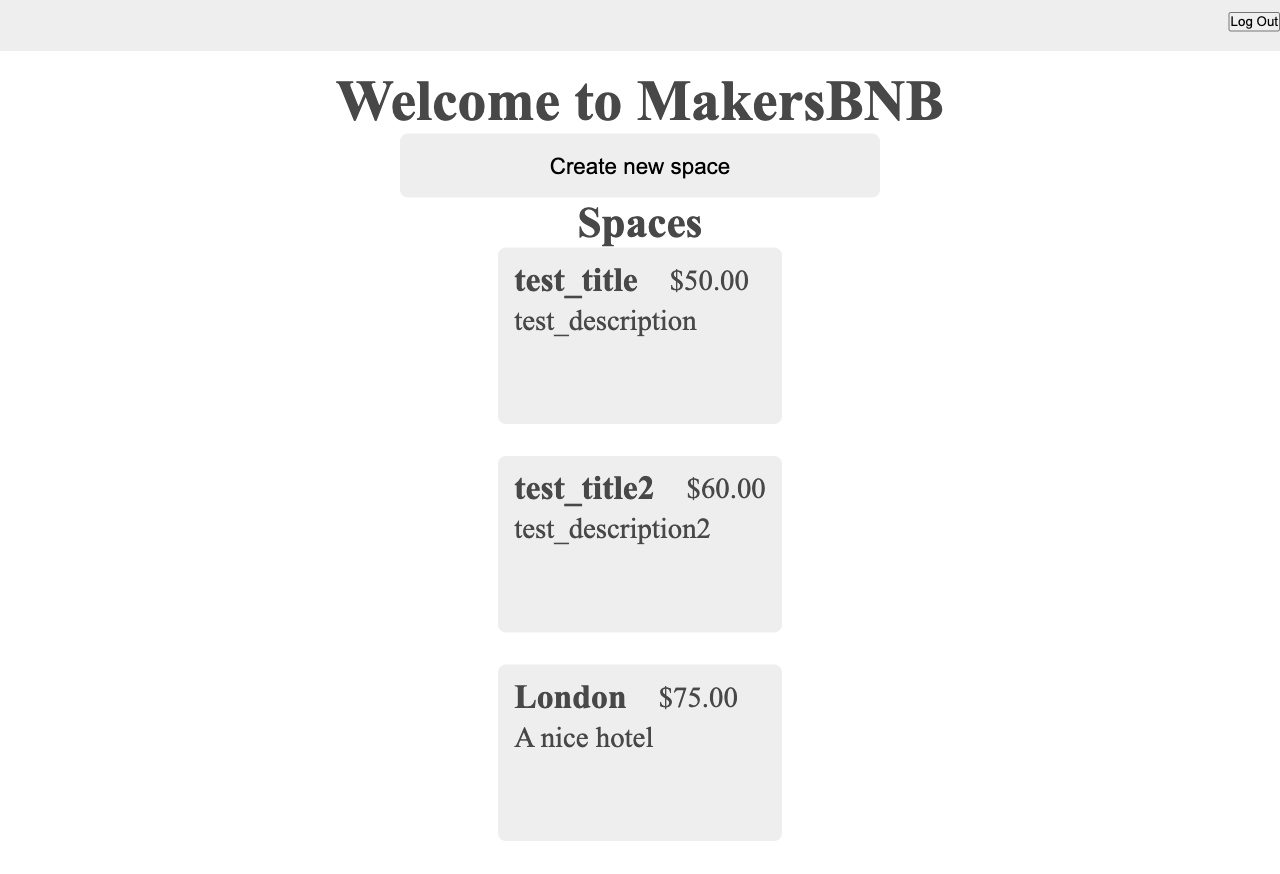 Log Out
Welcome to MakersBNB
Create new space
Spaces
test_title $50.00
test_description
test_title2 $60.00
test_description2
London $75.00
A nice hotel